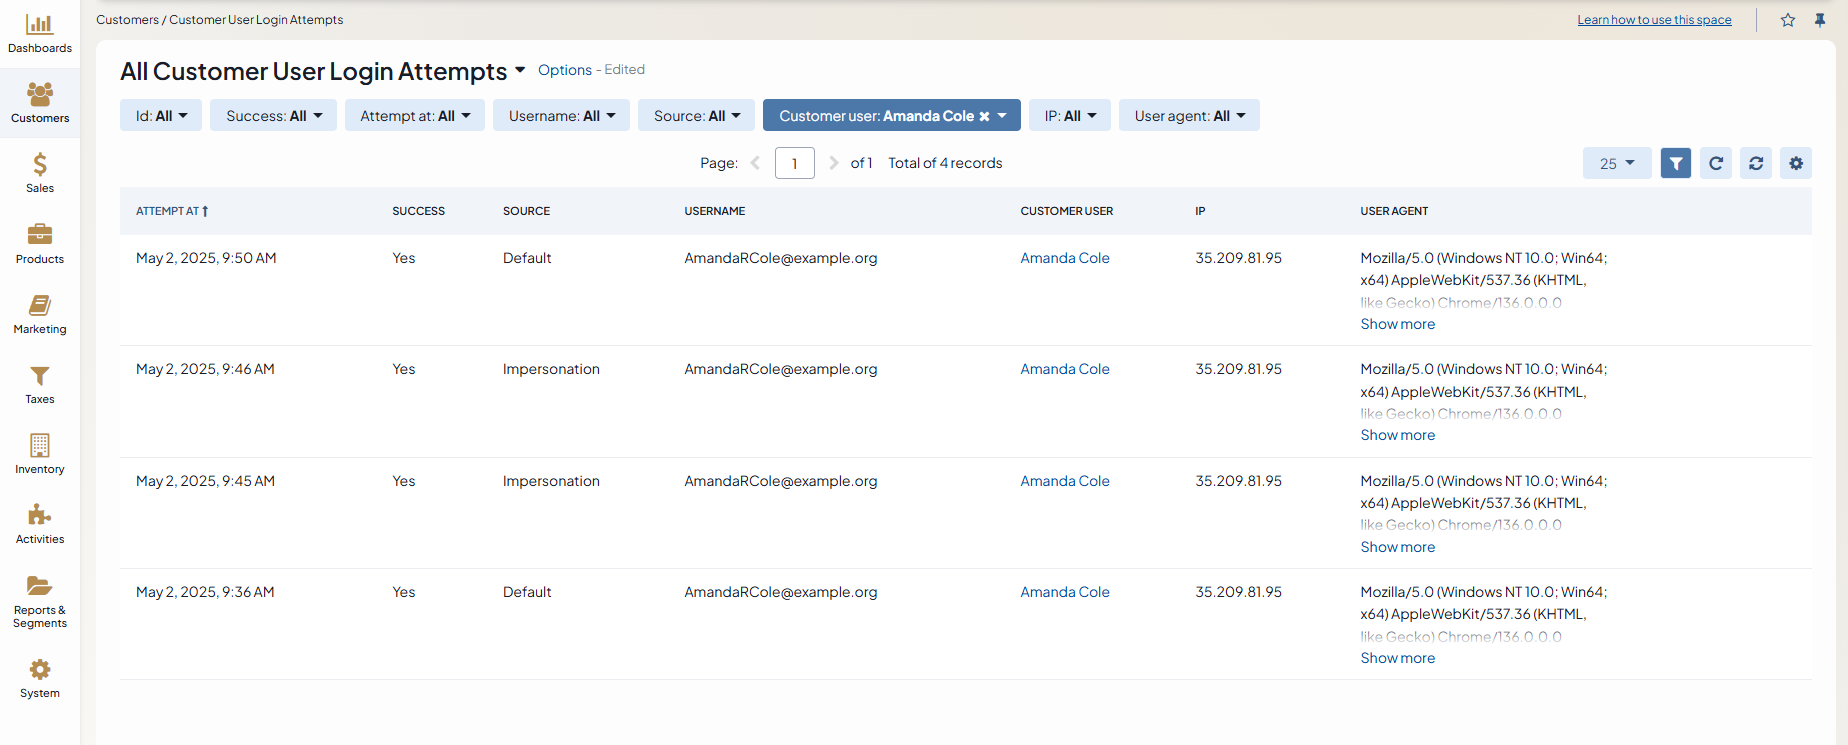 Dashboards
Customers
Sales
Products
Marketing
Taxes
Inventory
Activities
Reports &
Segments
System
Customers / Customer User Login Attempts
Learn how to use this space
All Customer User Login Attempts Options - Edited
Id: All Success: All Attempt at: All Username: All Source: All Customer user: Amanda Cole IP: All User agent: All
Page: 1 of 1 Total of 4 records 25
ATTEMPT AT SUCCESS SOURCE USERNAME CUSTOMER USER IP USER AGENT
May 2, 2025, 9:50 AM Yes Default AmandaRCole@example.org Amanda Cole 35.209.81.95 Mozilla/5.0 (Windows NT 10.0; Win64;
x64) AppleWebKit/537.36 (KHTML,
like Gecko) Chrome/136.0.0.0
Show more
May 2, 2025, 9:46 AM Yes Impersonation AmandaRCole@example.org Amanda Cole 35.209.81.95 Mozilla/5.0 (Windows NT 10.0; Win64;
x64) AppleWebKit/537.36 (KHTML,
like Gecko) Chrome/136.0.0.0
Show more
May 2, 2025, 9:45 AM Yes Impersonation AmandaRCole@example.org Amanda Cole 35.209.81.95 Mozilla/5.0 (Windows NT 10.0; Win64;
x64) AppleWebKit/537.36 (KHTML,
like Gecko) Chrome/136.0.0.0
Show more
May 2, 2025, 9:36 AM Yes Default AmandaRCole@example.org Amanda Cole 35.209.81.95 Mozilla/5.0 (Windows NT 10.0; Win64;
x64) AppleWebKit/537.36 (KHTML,
like Gecko) Chrome/136.0.0.0
Show more